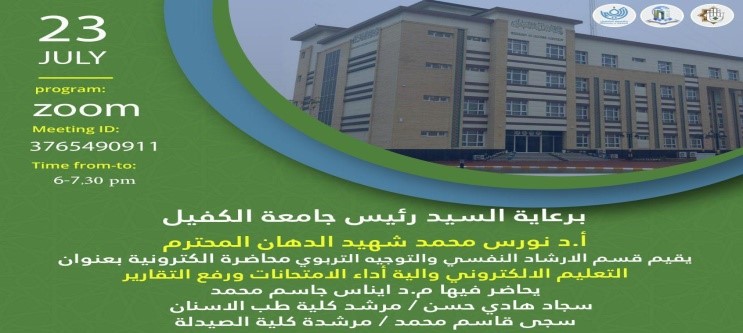 23
JULY
program:
zoom
Meeting ID:
3765490911
Time from-to:
6-7,30 pm
برعاية السيد رئيس جامعة الكفيل
أ.د نورس محمد شهيد الدهان المحترم
يقيم قسم الارشاد النفسي والتوجيه التربوي محاضرة الكترونية بعنوان
التعليم الالكتروني والية أداء الامتحانات ورفع التقارير
يحاضر فيها م.د ايناس جاسم محمد
سجاد هادي حسن / مرشد كلية طب الاسنان
سجى قاسم محمد / مرشدة كلية الصيدلة